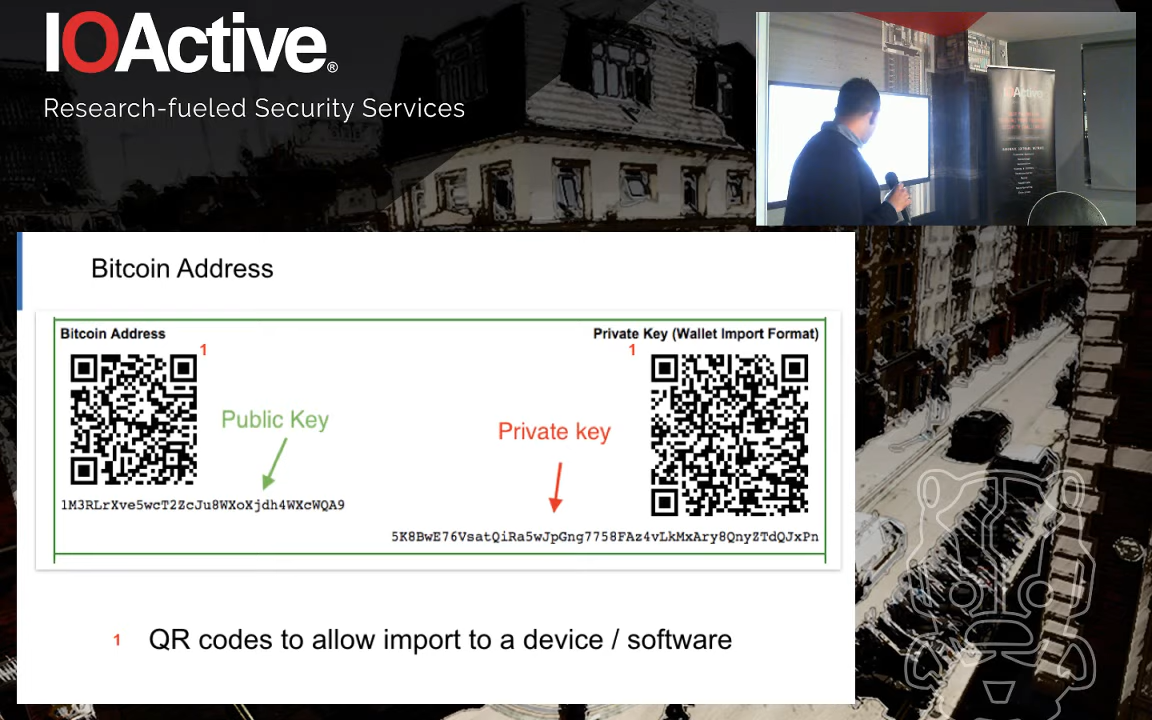 IOActive®
Research-fueled Security Services
IOActive
Bitcoin Address
Bitcoin Address
Private Key (Wallet Import Format)
1
1
Public Key
Private key
1M3RLrXve5wcT2ZcJu8WXoXjdh4WXcWQA9
5K8BwE76VsatQiRa5wJpGng7758FAz4vLkMxAry8QnyZTdQJxPn
1 QR codes to allow import to a device / software